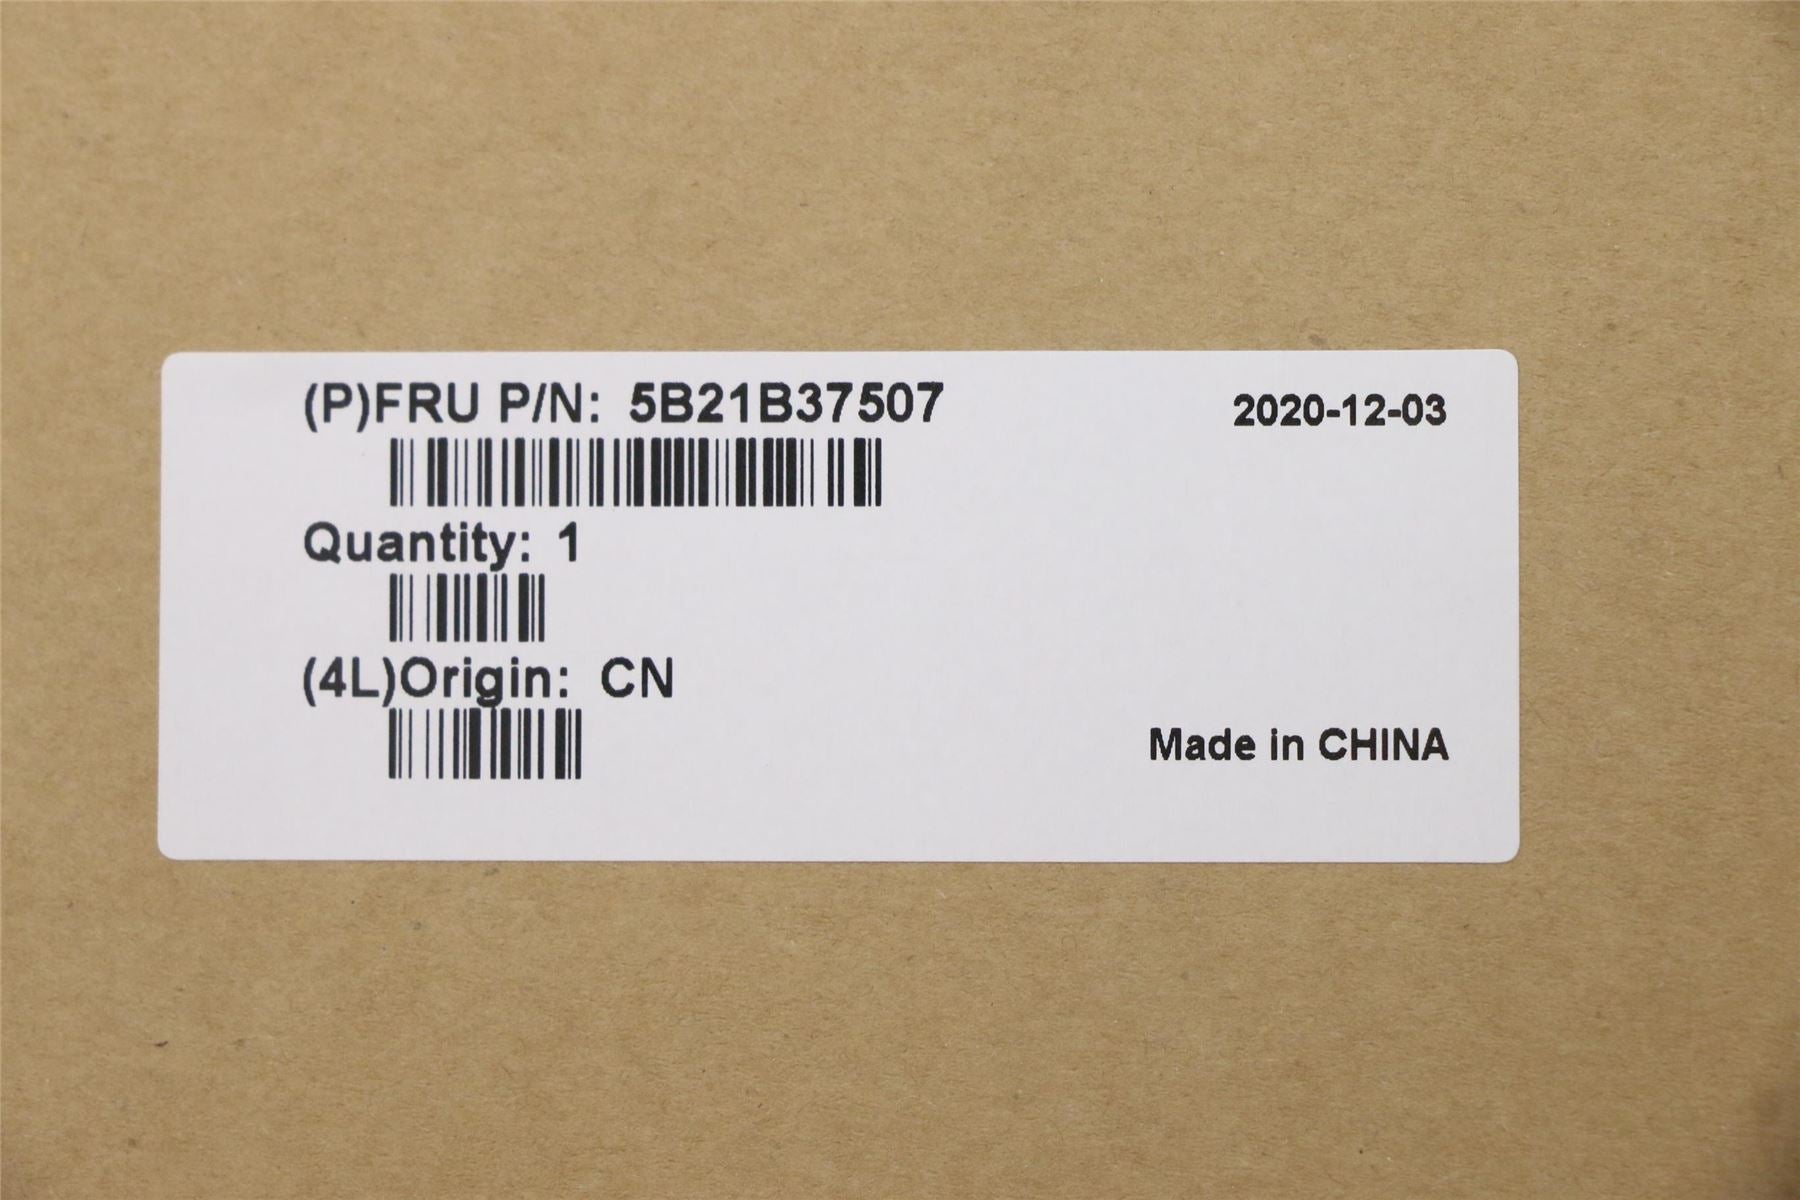 (P)FRU P/N: 5B21B37507
2020-12-03
Quantity: 1
(4L)Origin: CN
Made in CHINA